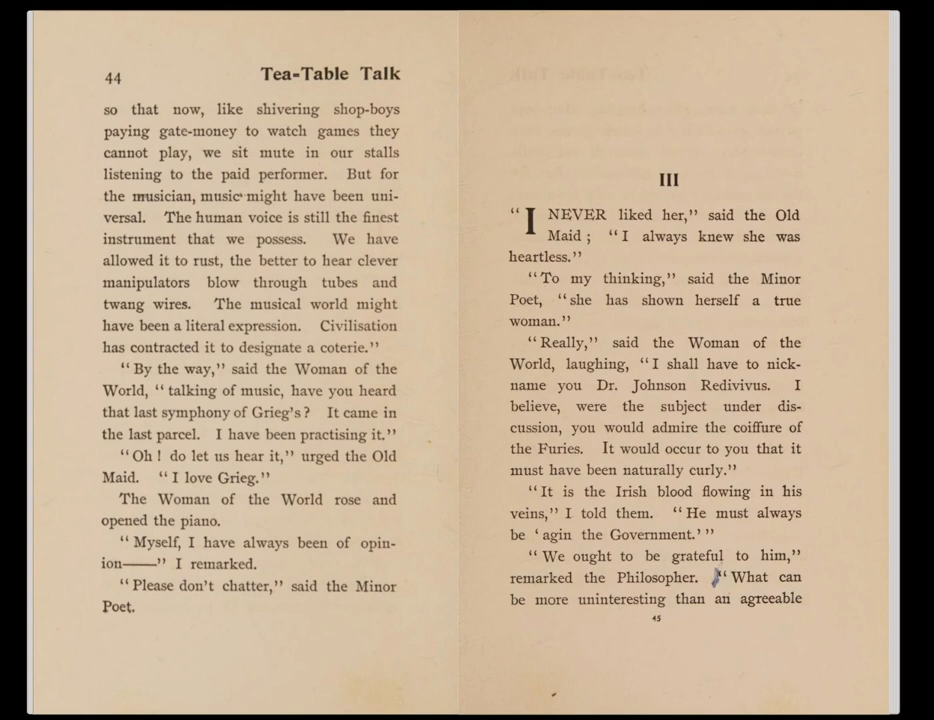 44 Tea-Table Talk
so that now, like shivering shop-boys
paying gate-money to watch games they
cannot play, we sit mute in our stalls
listening to the paid performer. But for
the musician, music might have been uni-
versal. The human voice is still the finest
instrument that we possess. We have
allowed it to rust, the better to hear clever
manipulators blow through tubes and
twang wires. The musical world might
have been a literal expression. Civilisation
has contracted it to designate a coterie."
"By the way," said the Woman of the
World, "talking of music, have you heard
that last symphony of Grieg's? It came in
the last parcel. I have been practising it."
"Oh! do let us hear it," urged the Old
Maid. "I love Grieg."
The Woman of the World rose and
opened the piano.
"Myself, I have always been of opin-
ion——" I remarked.
"Please don't chatter," said the Minor
Poet.
III
"I NEVER liked her," said the Old
Maid; "I always knew she was
heartless."
"To my thinking," said the Minor
Poet, "she has shown herself a true
woman."
"Really," said the Woman of the
World, laughing, "I shall have to nick-
name you Dr. Johnson Redivivus. I
believe, were the subject under dis-
cussion, you would admire the coiffure of
the Furies. It would occur to you that it
must have been naturally curly."
"It is the Irish blood flowing in his
veins," I told them. "He must always
be 'agin the Government.'"
"We ought to be grateful to him,"
remarked the Philosopher. "What can
be more uninteresting than an agreeable
45